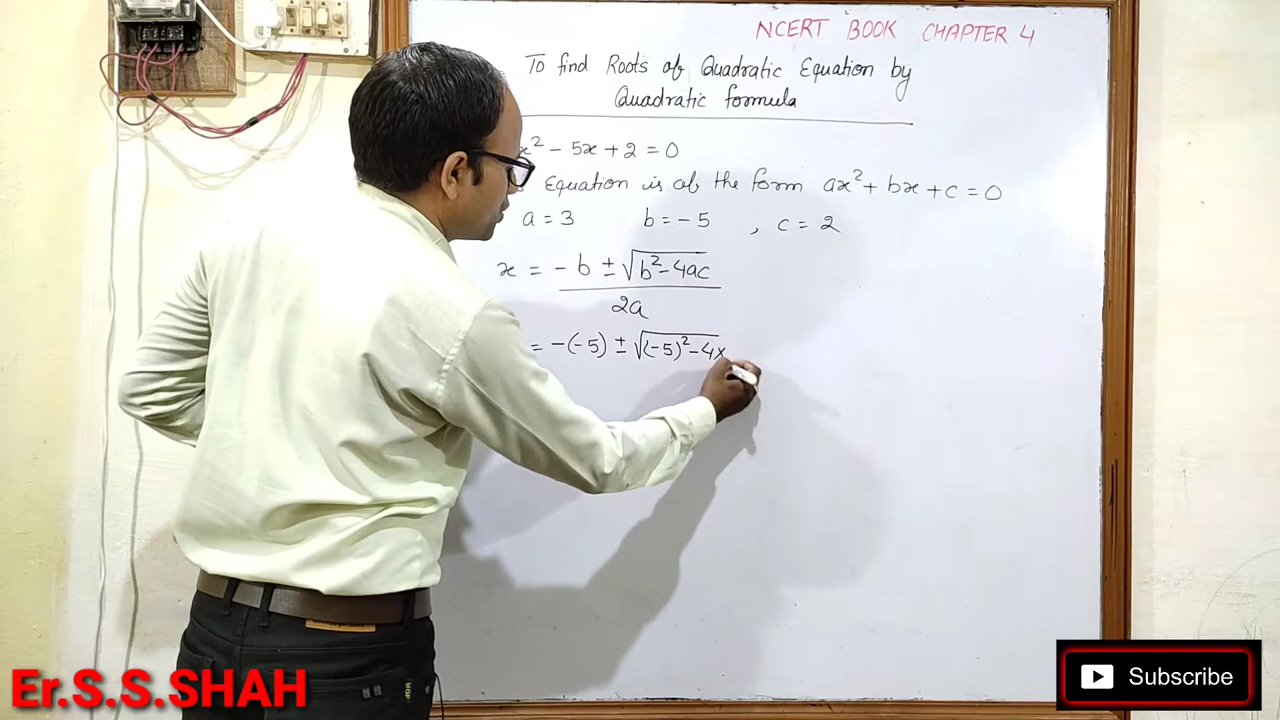 NCERT BOOK CHAPTER 4
To find Roots of Quadratic Equation by
Quadratic formula
x² - 5x + 2 = 0
Equation is of the form ax² + bx + c = 0
a = 3 b = -5 , c = 2
x = -b ± √b²-4ac
2a
= -(-5) ± √(-5)²-4x
Er.S.S.SHAH
Subscribe